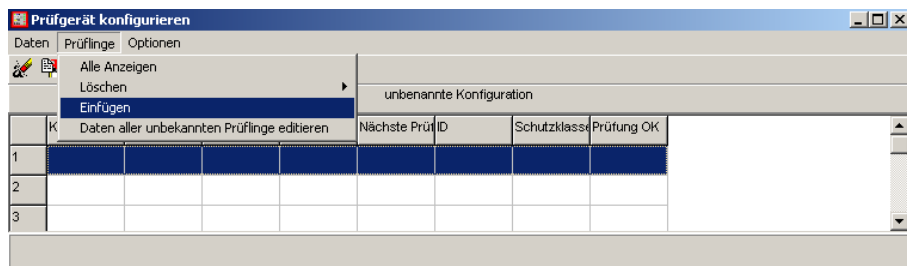 Prüfgerät konfigurieren
Daten Prüflinge Optionen
Alle Anzeigen
Löschen
unbenannte Konfiguration
Einfügen
Daten aller unbekannten Prüflinge editieren
K Nächste Prüf ID Schutzklasse Prüfung OK
1
2
3